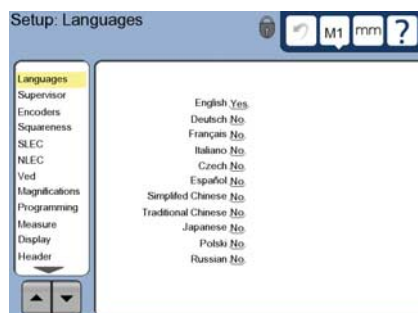 Setup: Languages
M1 mm ?
Languages
Supervisor
Encoders
Squareness
SLEC
NLEC
Ved
Magnifications
Programming
Measure
Display
Header
English Yes
Deutsch No
Français No
Italiano No
Czech No
Español No
Simplifed Chinese No
Traditional Chinese No
Japanese No
Polski No
Russian No